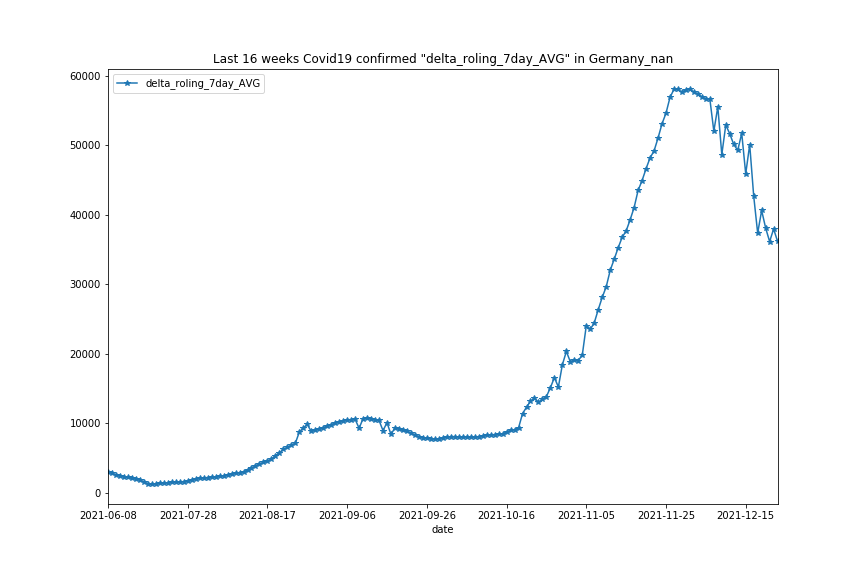 Last 16 weeks Covid19 confirmed "delta_roling_7day_AVG" in Germany_nan
delta_roling_7day_AVG
60000
50000
40000
30000
20000
10000
0
2021-06-08 2021-07-28 2021-08-17 2021-09-06 2021-09-26 2021-10-16 2021-11-05 2021-11-25 2021-12-15
date